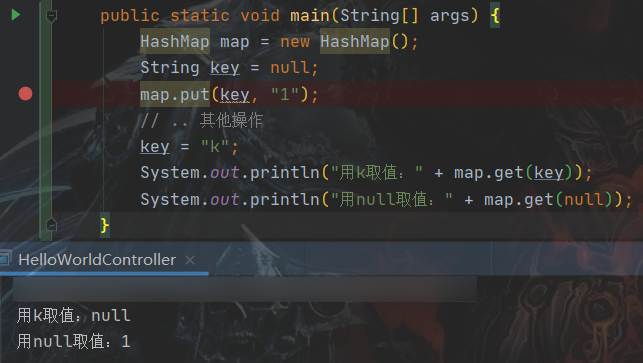 public static void main(String[] args) {
HashMap map = new HashMap();
String key = null;
map.put(key, "1");
// .. 其他操作
key = "k";
System.out.println("用k取值：" + map.get(key));
System.out.println("用null取值：" + map.get(null));
}
HelloWorldController ×
用k取值：null
用null取值：1